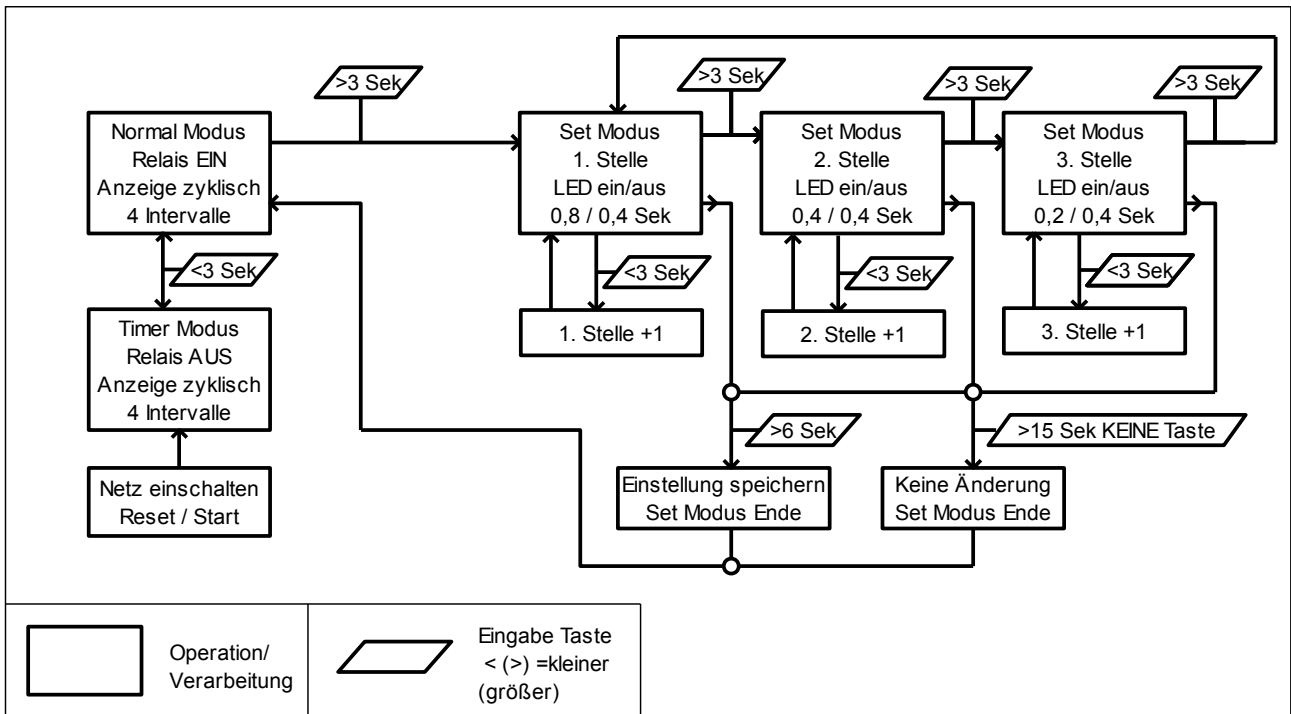 >3 Sek
>3 Sek
>3 Sek
>3 Sek
Normal Modus
Relais EIN
Anzeige zyklisch
4 Intervalle
Set Modus
1. Stelle
LED ein/aus
0,8 / 0,4 Sek
Set Modus
2. Stelle
LED ein/aus
0,4 / 0,4 Sek
Set Modus
3. Stelle
LED ein/aus
0,2 / 0,4 Sek
<3 Sek
<3 Sek
<3 Sek
<3 Sek
Timer Modus
Relais AUS
Anzeige zyklisch
4 Intervalle
1. Stelle +1
2. Stelle +1
3. Stelle +1
>6 Sek
>15 Sek KEINE Taste
Netz einschalten
Reset / Start
Einstellung speichern
Set Modus Ende
Keine Änderung
Set Modus Ende
Operation/
Verarbeitung
Eingabe Taste
< (>) =kleiner
(größer)